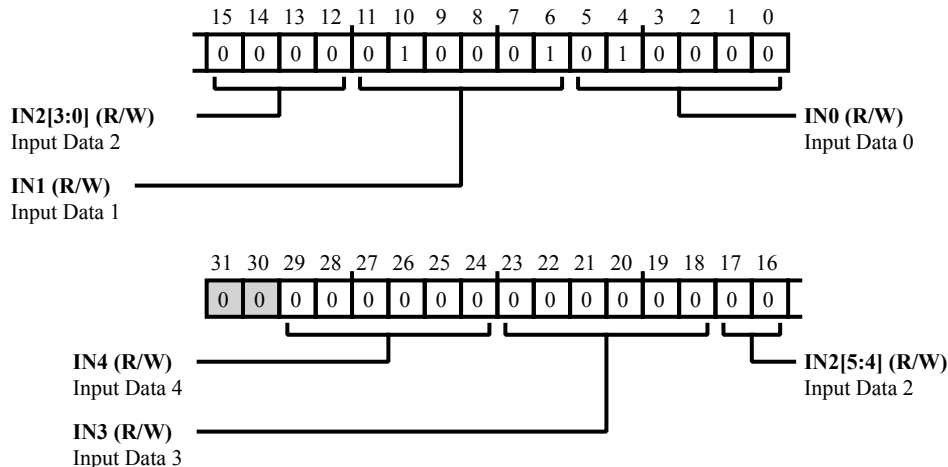 15 14 13 12 11 10 9 8 7 6 5 4 3 2 1 0
0 0 0 0 0 1 0 0 0 1 0 1 0 0 0 0
IN2[3:0] (R/W)
Input Data 2
IN0 (R/W)
Input Data 0
IN1 (R/W)
Input Data 1
31 30 29 28 27 26 25 24 23 22 21 20 19 18 17 16
0 0 0 0 0 0 0 0 0 0 0 0 0 0 0 0
IN4 (R/W)
Input Data 4
IN2[5:4] (R/W)
Input Data 2
IN3 (R/W)
Input Data 3